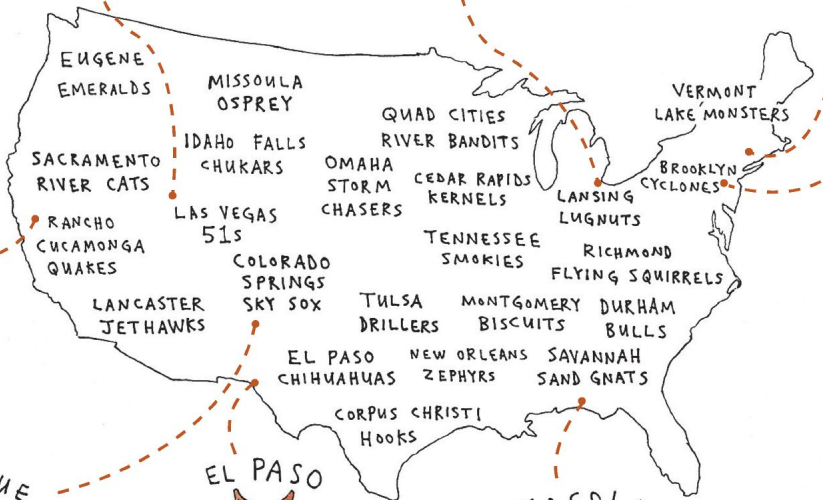 EUGENE
EMERALDS
MISSOULA
OSPREY
VERMONT
LAKE MONSTERS
QUAD CITIES
RIVER BANDITS
IDAHO FALLS
CHUKARS
SACRAMENTO
RIVER CATS
OMAHA
STORM
CHASERS
CEDAR RAPIDS
KERNELS
BROOKLYN
CYCLONES
LANSING
LUGNUTS
LAS VEGAS
51s
RANCHO
CUCAMONGA
QUAKES
TENNESSEE
SMOKIES
RICHMOND
FLYING SQUIRRELS
COLORADO
SPRINGS
SKY SOX
LANCASTER
JETHAWKS
TULSA
DRILLERS
MONTGOMERY
BISCUITS
DURHAM
BULLS
EL PASO
CHIHUAHUAS
NEW ORLEANS
ZEPHYRS
SAVANNAH
SAND GNATS
CORPUS CHRISTI
HOOKS
EL PASO